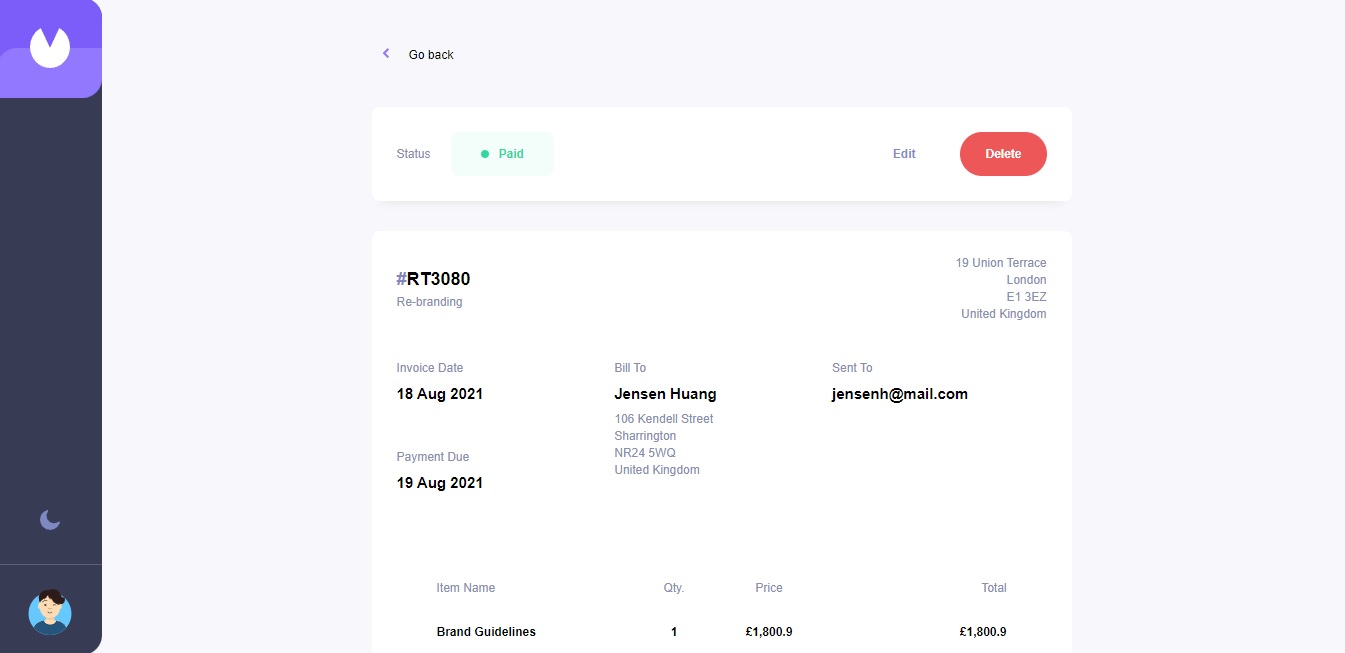 Go back
Status
Paid
Edit
Delete
#RT3080
Re-branding
19 Union Terrace
London
E1 3EZ
United Kingdom
Invoice Date
18 Aug 2021
Payment Due
19 Aug 2021
Bill To
Jensen Huang
106 Kendell Street
Sharrington
NR24 5WQ
United Kingdom
Sent To
jensenh@mail.com
Item Name Qty. Price Total
Brand Guidelines 1 £1,800.9 £1,800.9